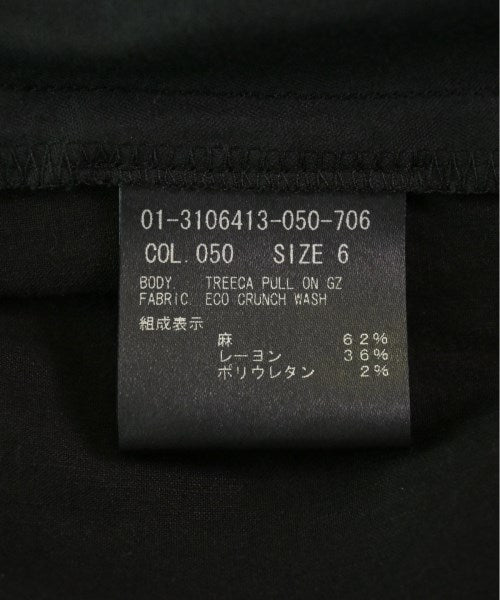 01-3106413-050-706
COL. 050 SIZE 6
BODY. TREECA PULL ON GZ
FABRIC. ECO CRUNCH WASH
組成表示
麻 62%
レーヨン 36%
ポリウレタン 2%